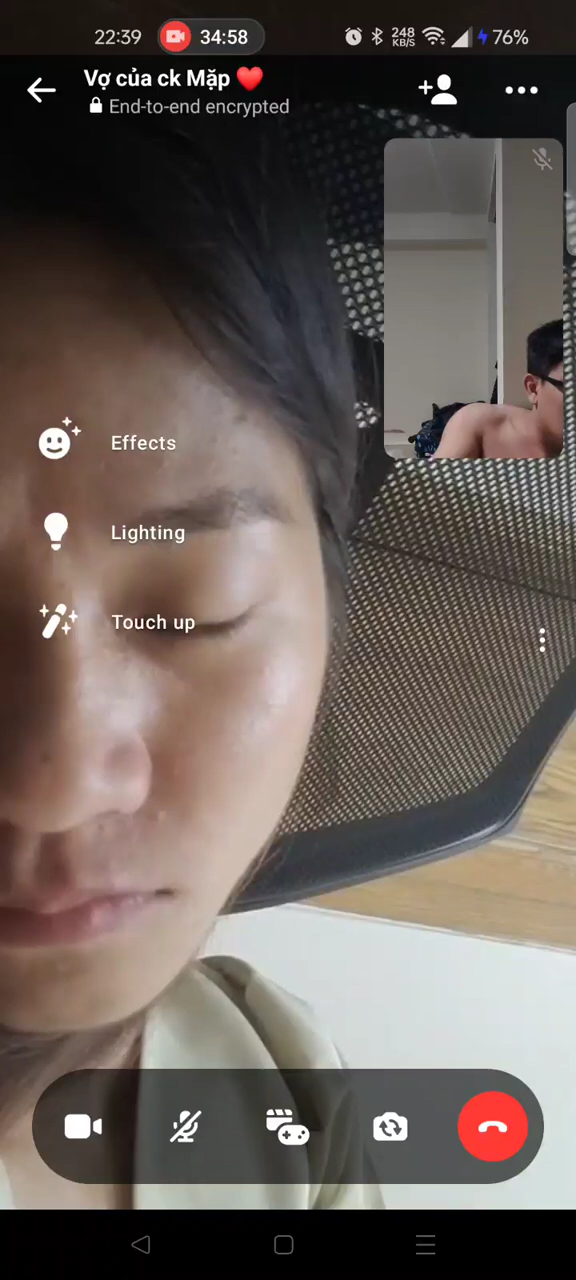 22:39 34:58 248 KB/S 76%
Vợ của ck Mặp ❤️
End-to-end encrypted
Effects
Lighting
Touch up